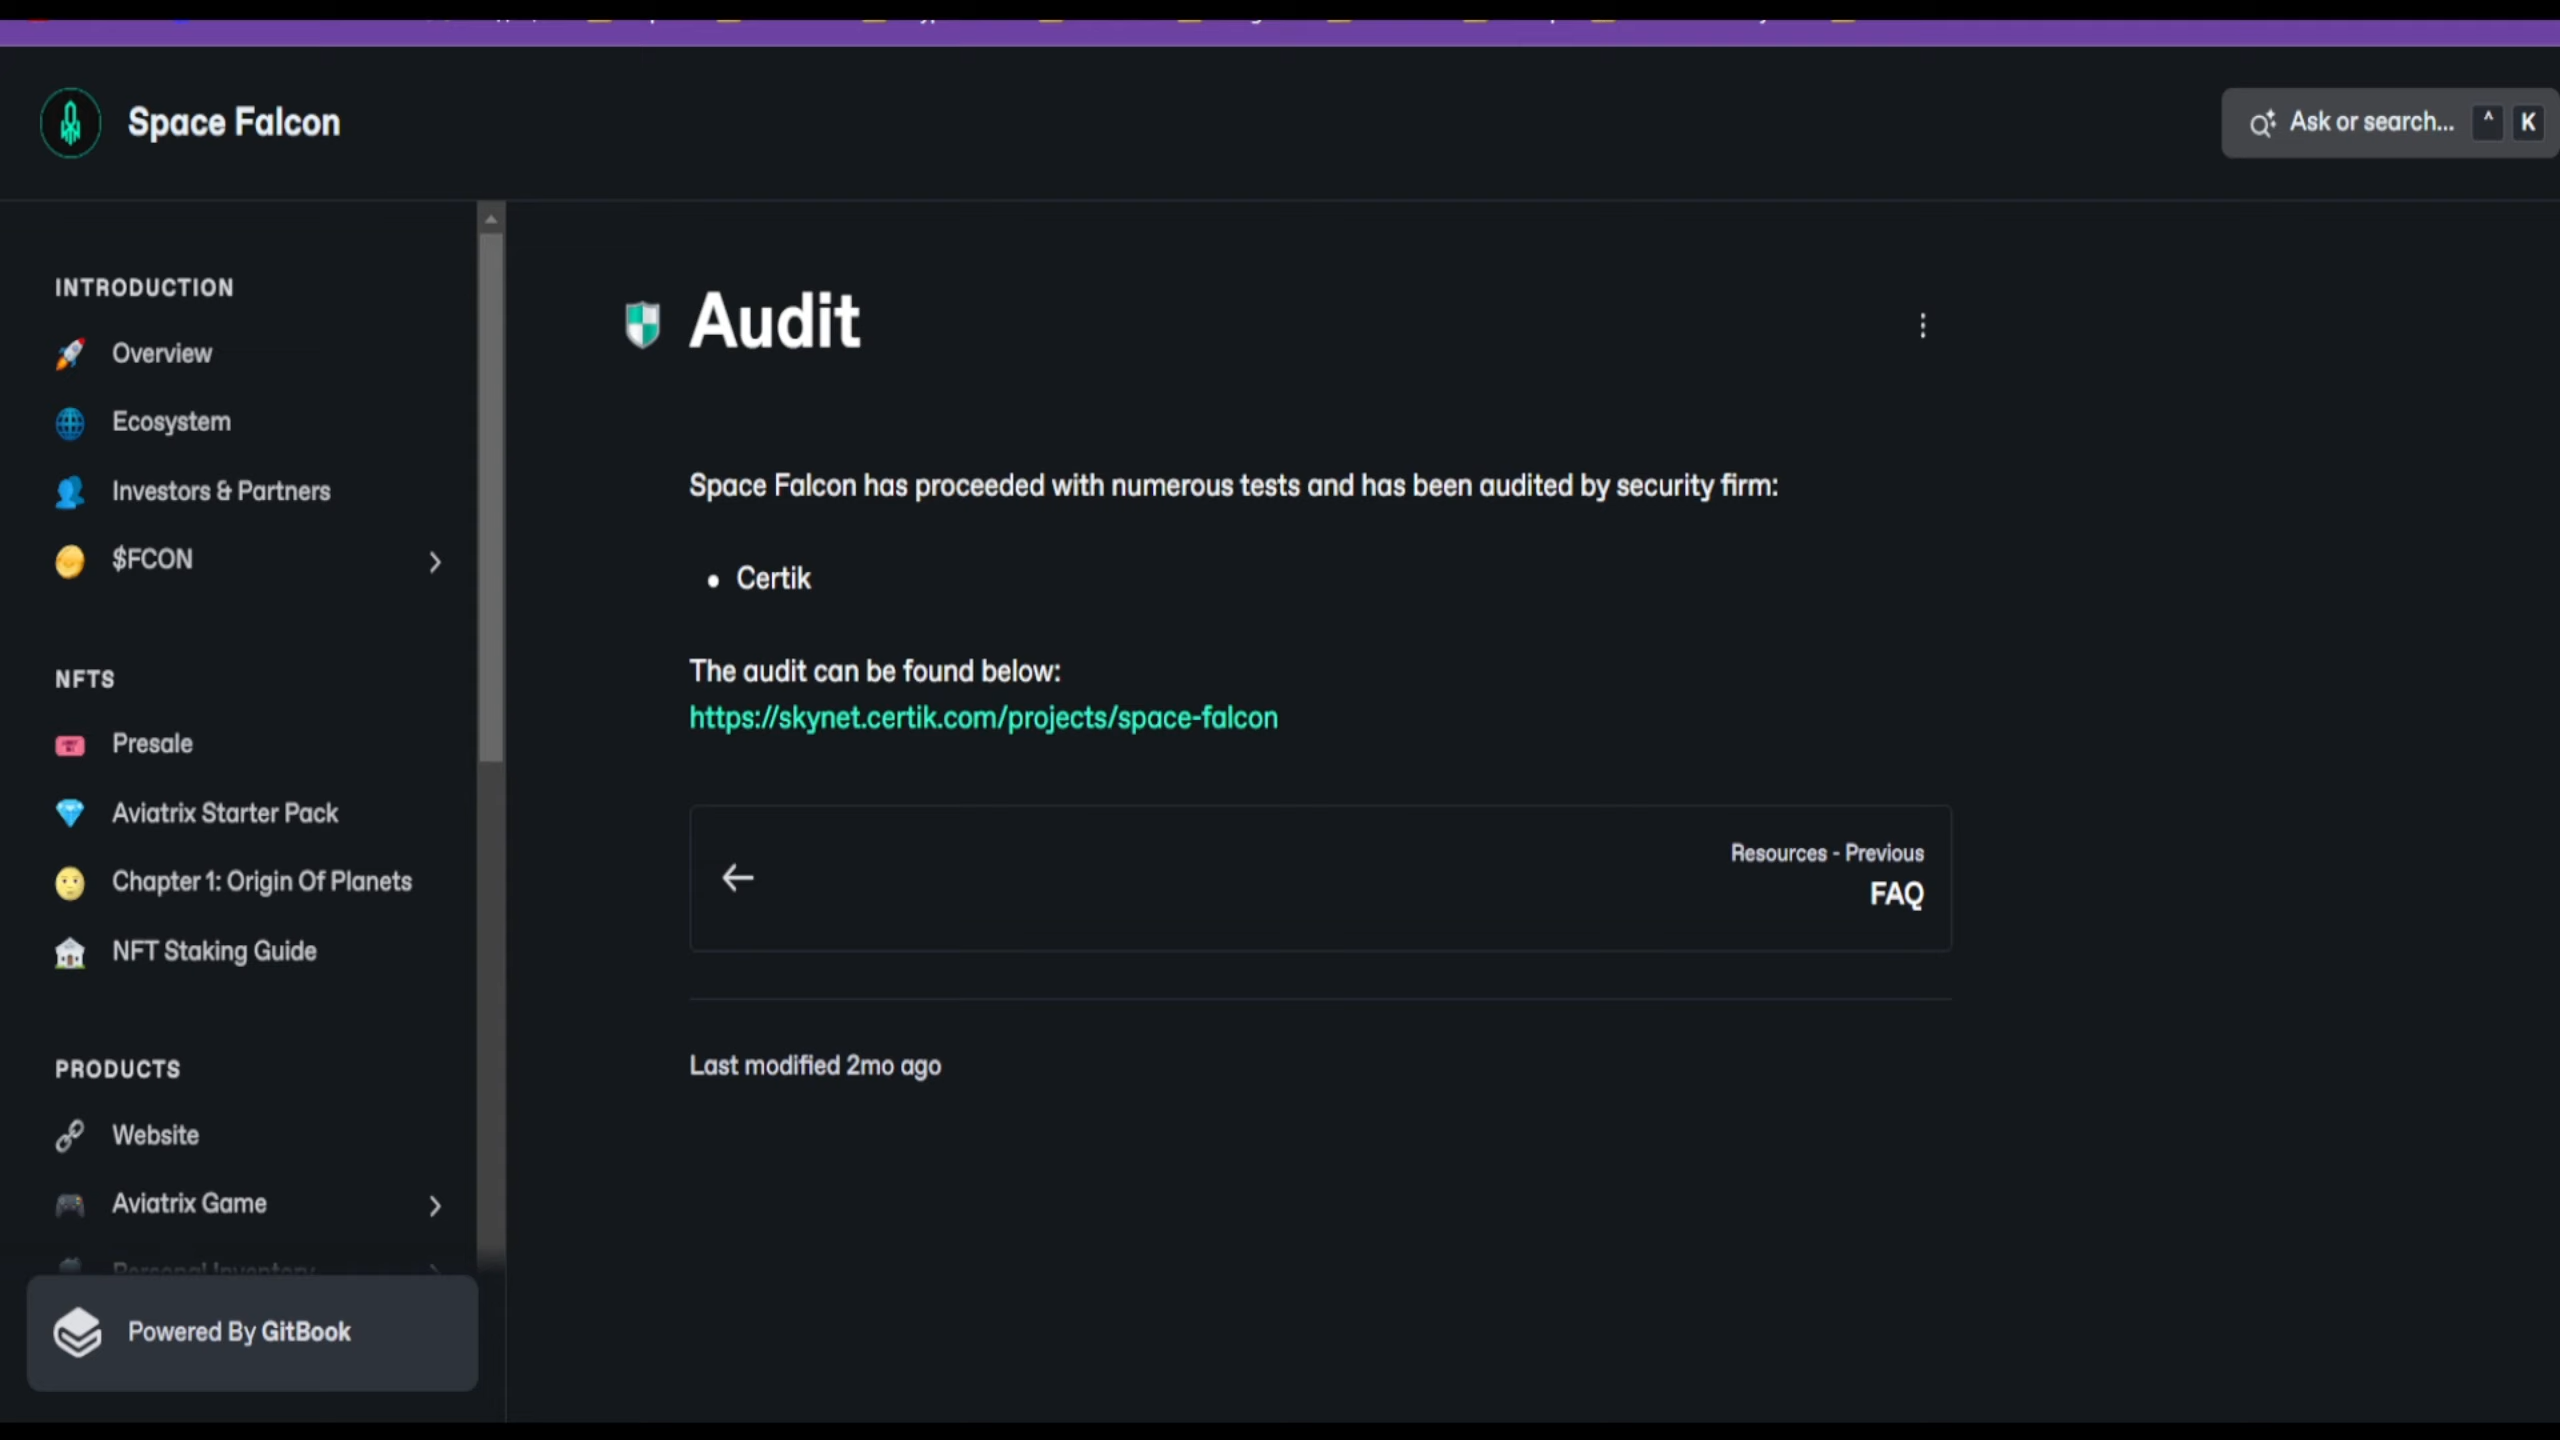 Space Falcon
Ask or search...
^
K
INTRODUCTION
Overview
Ecosystem
Investors & Partners
$FCON
NFTS
Presale
Aviatrix Starter Pack
Chapter 1: Origin Of Planets
NFT Staking Guide
PRODUCTS
Website
Aviatrix Game
Personal Inventory
Powered By GitBook
Audit
Space Falcon has proceeded with numerous tests and has been audited by security firm:
• Certik
The audit can be found below:
https://skynet.certik.com/projects/space-falcon
Resources - Previous
FAQ
Last modified 2mo ago